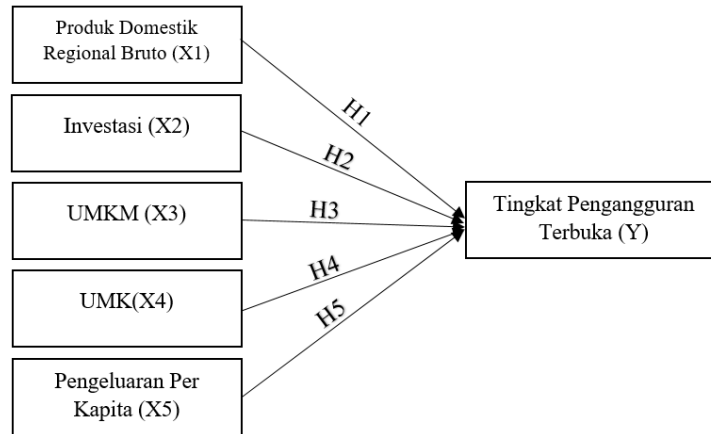 Produk Domestik
Regional Bruto (X1)
Investasi (X2)
UMKM (X3)
UMK(X4)
Pengeluaran Per
Kapita (X5)
H1
H2
H3
H4
H5
Tingkat Pengangguran
Terbuka (Y)